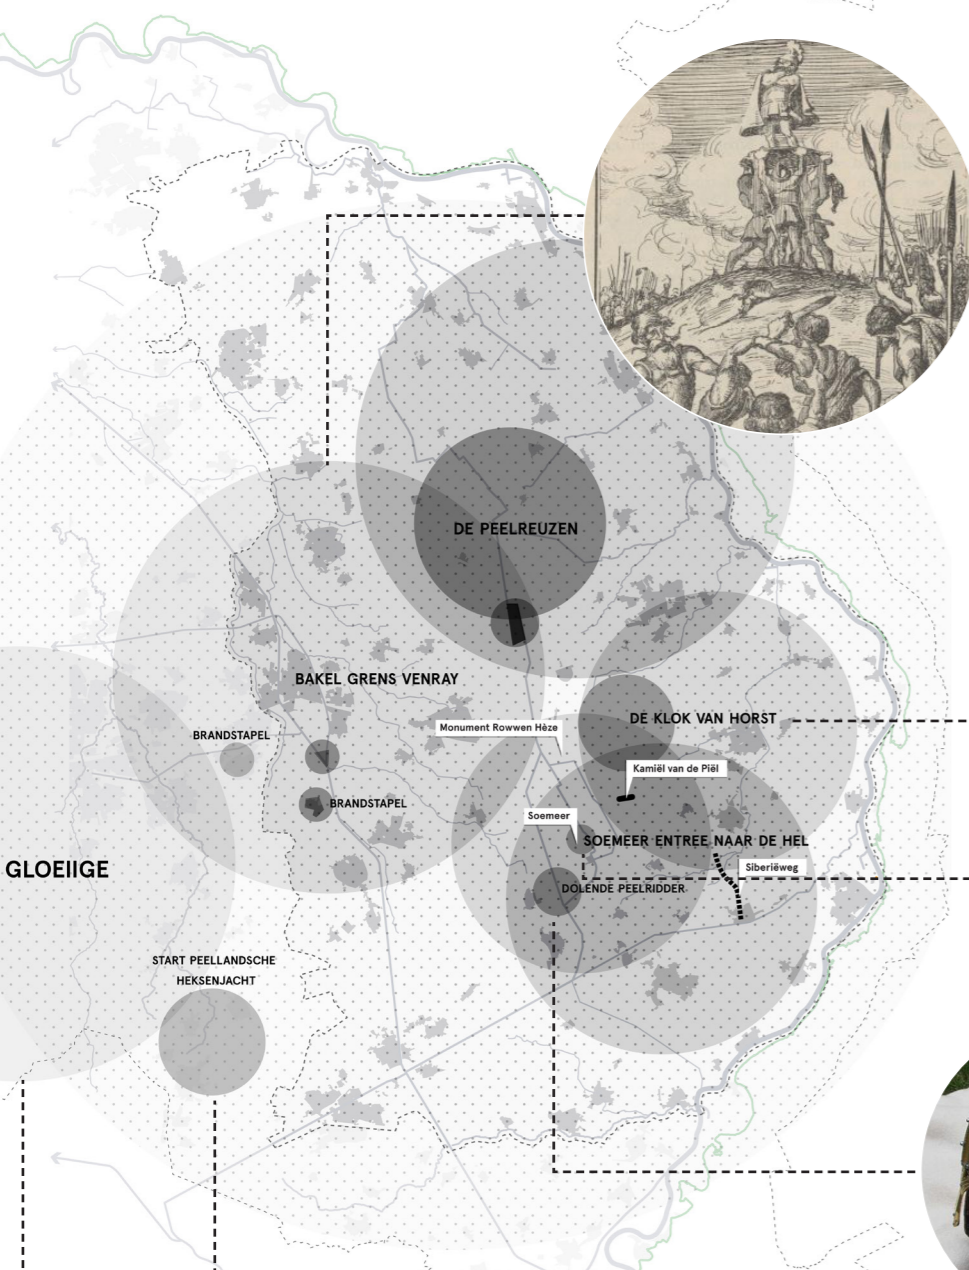 DE PEELREUZEN
BAKEL GRENS VENRAY
DE KLOK VAN HORST
Monument Rowwen Hèze
BRANDSTAPEL
Kamiël van de Piël
BRANDSTAPEL
Soemeer
SOEMEER ENTREE NAAR DE HEL
GLOEIIGE
Siberiëweg
DOLENDE PEELRIDDER
START PEELLANDSCHE
HEKSENJACHT